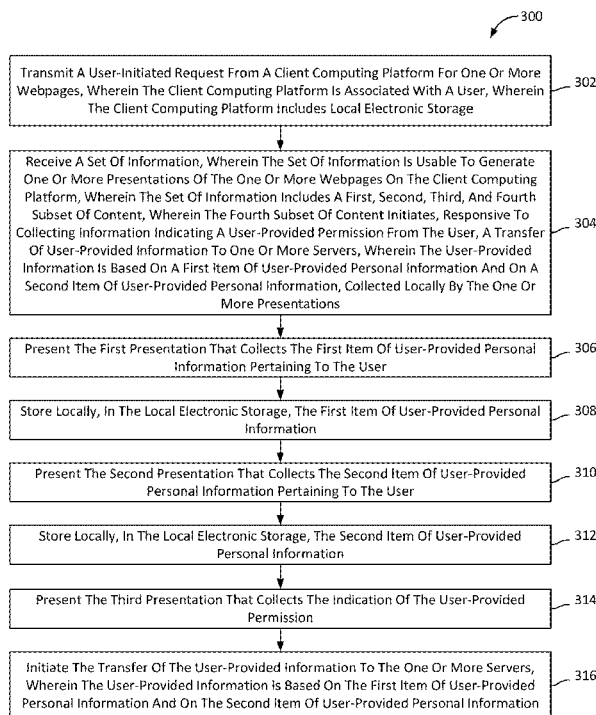 300
Transmit A User-Initiated Request From A Client Computing Platform For One Or More
Webpages, Wherein The Client Computing Platform Is Associated With A User, Wherein
The Client Computing Platform Includes Local Electronic Storage
302
Receive A Set Of Information, Wherein The Set Of Information Is Usable To Generate
One Or More Presentations Of The One Or More Webpages On The Client Computing
Platform, Wherein The Set Of Information Includes A First, Second, Third, And Fourth
Subset Of Content, Wherein The Fourth Subset Of Content Initiates, Responsive To
Collecting Information Indicating A User-Provided Permission From The User, A Transfer
Of User-Provided Information To One Or More Servers, Wherein The User-Provided
Information Is Based On A First Item Of User-Provided Personal Information And On A
Second Item Of User-Provided Personal Information, Collected Locally By The One Or
More Presentations
304
Present The First Presentation That Collects The First Item Of User-Provided Personal
Information Pertaining To The User
306
Store Locally, In The Local Electronic Storage, The First Item Of User-Provided Personal
Information
308
Present The Second Presentation That Collects The Second Item Of User-Provided
Personal Information Pertaining To The User
310
Store Locally, In The Local Electronic Storage, The Second Item Of User-Provided
Personal Information
312
Present The Third Presentation That Collects The Indication Of The User-Provided
Permission
314
Initiate The Transfer Of The User-Provided Information To The One Or More Servers,
Wherein The User-Provided Information Is Based On The First Item Of User-Provided
Personal Information And On The Second Item Of User-Provided Personal Information
316